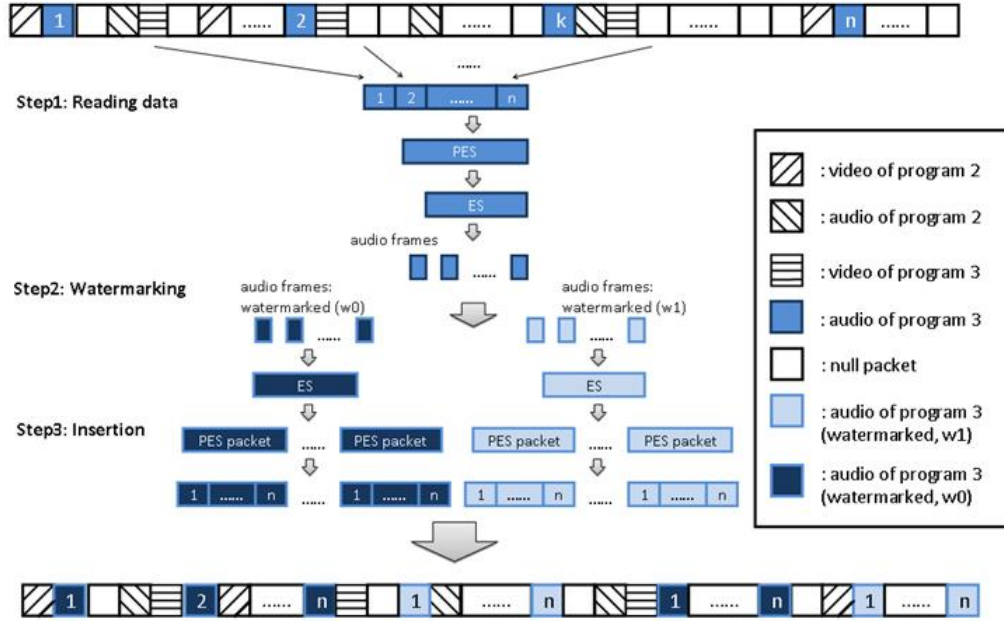 1 ...... 2 ...... k ...... n ......
......
Step1: Reading data
1 2 ...... n
PES
ES
audio frames
......
Step2: Watermarking
audio frames:
watermarked (w0)
audio frames:
watermarked (w1)
...... ......
ES ES
Step3: Insertion
PES packet ...... PES packet PES packet ...... PES packet
1 ...... n ...... 1 ...... n 1 ...... n ...... 1 ...... n
1 2 ...... n 1 ...... n 1 ...... n 1 ...... n
: video of program 2
: audio of program 2
: video of program 3
: audio of program 3
: null packet
: audio of program 3
(watermarked, w1)
: audio of program 3
(watermarked, w0)